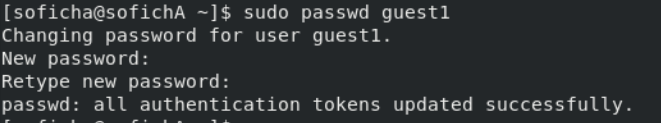 [soficha@sofichA ~]$ sudo passwd guest1
Changing password for user guest1.
New password:
Retype new password:
passwd: all authentication tokens updated successfully.